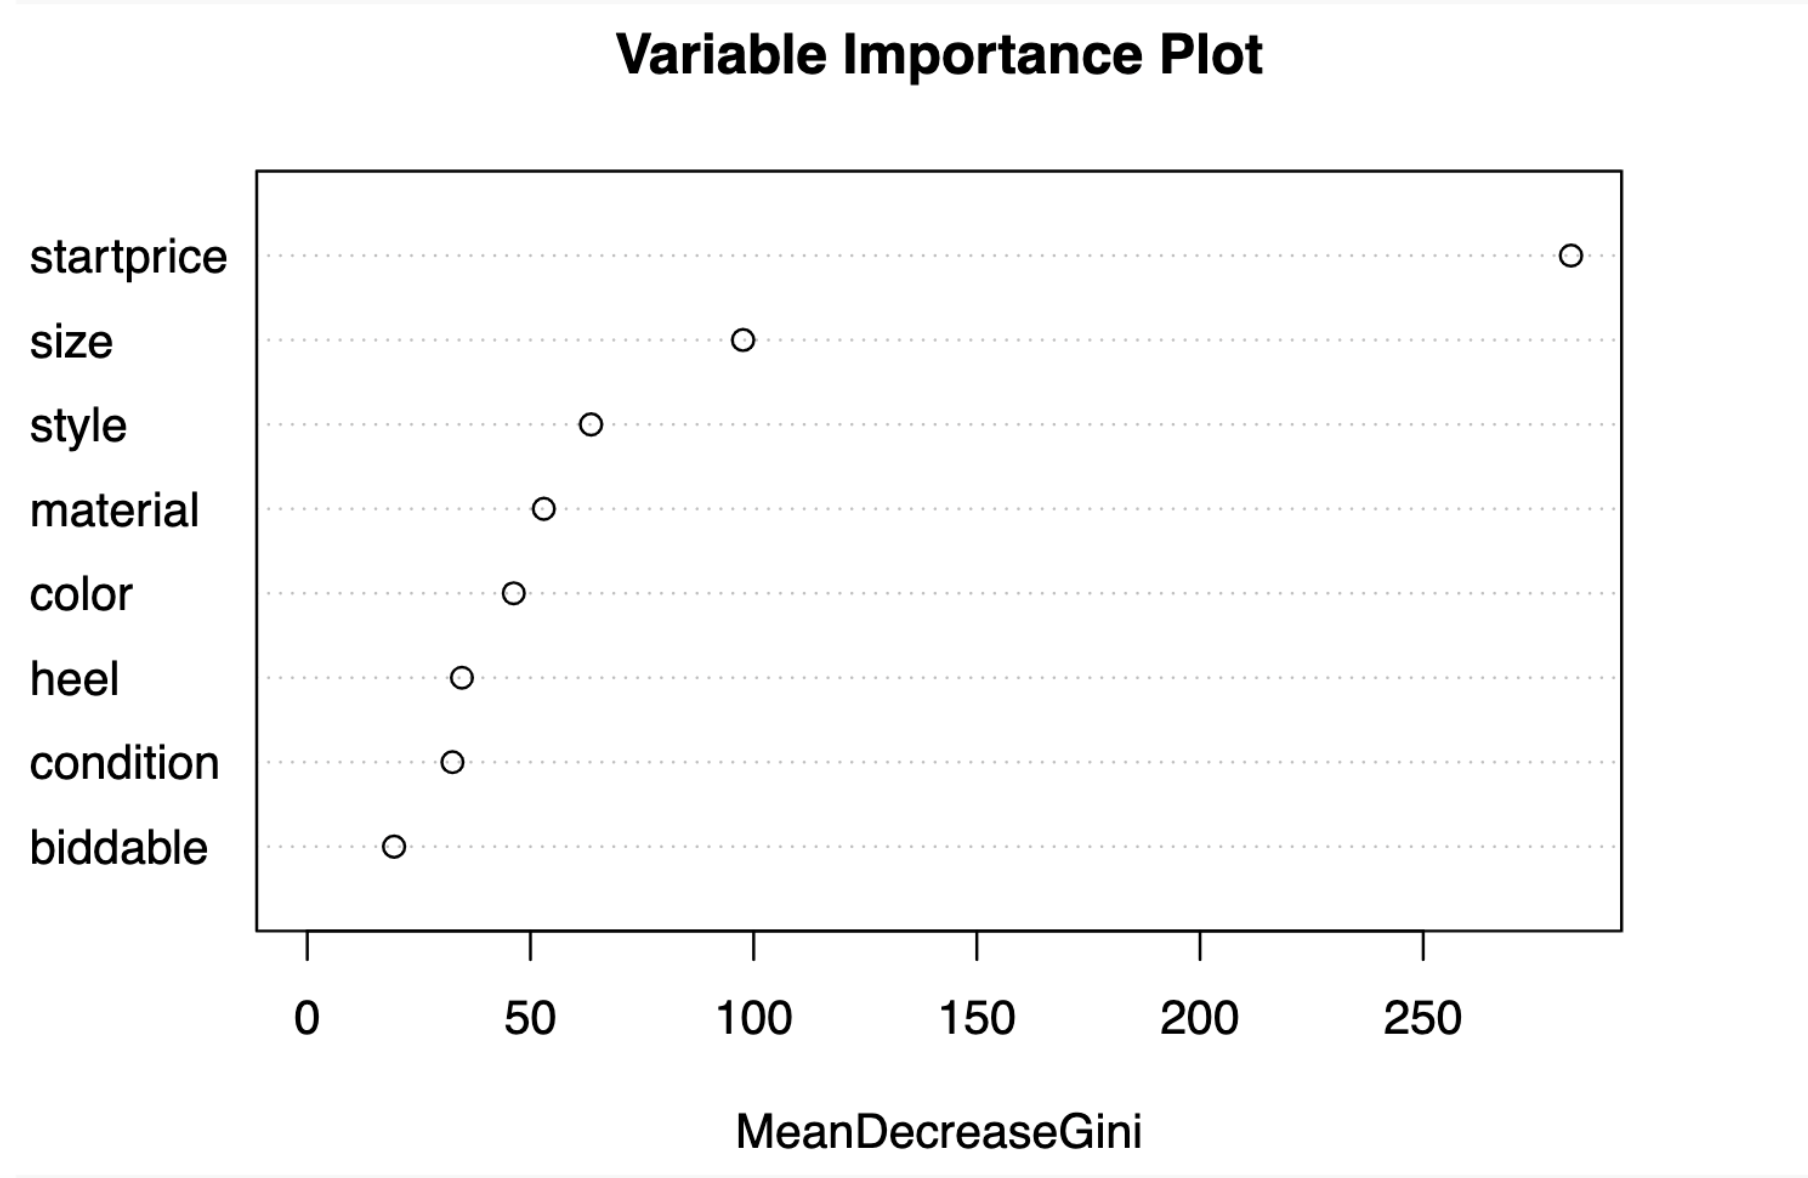 Variable Importance Plot
startprice
size
style
material
color
heel
condition
biddable
0 50 100 150 200 250
MeanDecreaseGini